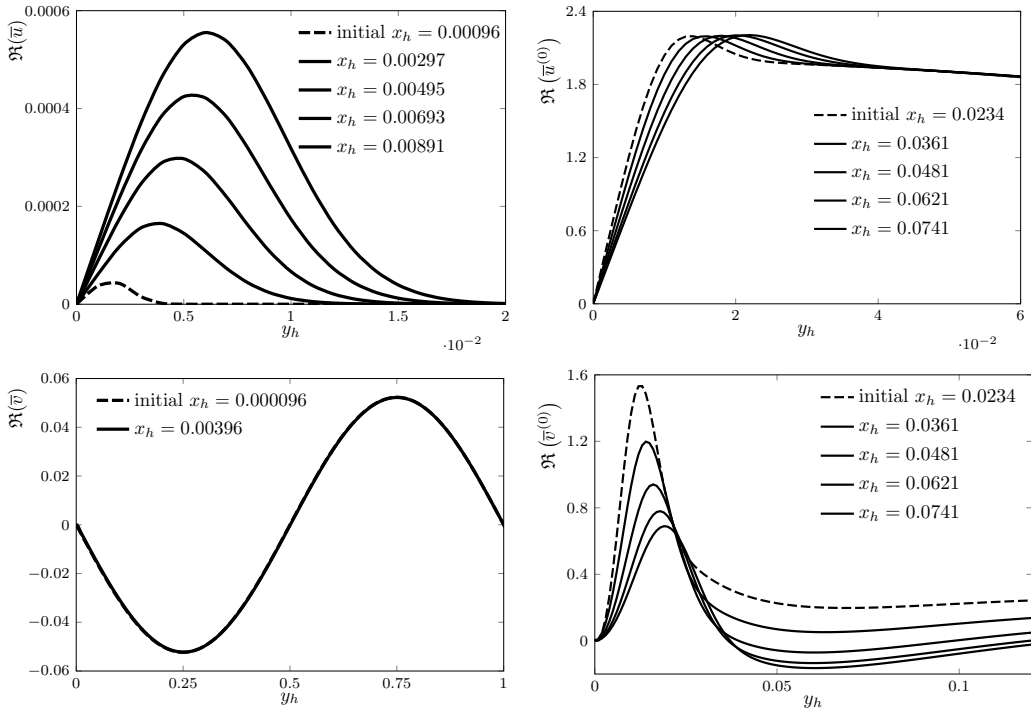 ℜ(u̅)
0.0006
0.0004
0.0002
0
0 0.5 1 1.5 2
y_h
·10⁻²
initial x_h = 0.00096
x_h = 0.00297
x_h = 0.00495
x_h = 0.00693
x_h = 0.00891
ℜ (u̅⁽⁰⁾)
2.4
1.8
1.2
0.6
0
0 2 4 6
y_h
·10⁻²
initial x_h = 0.0234
x_h = 0.0361
x_h = 0.0481
x_h = 0.0621
x_h = 0.0741
ℜ(v̅)
0.06
0.04
0.02
0
−0.02
−0.04
−0.06
0 0.25 0.50 0.75 1
y_h
initial x_h = 0.000096
x_h = 0.00396
ℜ (v̅⁽⁰⁾)
1.6
1.2
0.8
0.4
0
0 0.05 0.1
y_h
initial x_h = 0.0234
x_h = 0.0361
x_h = 0.0481
x_h = 0.0621
x_h = 0.0741